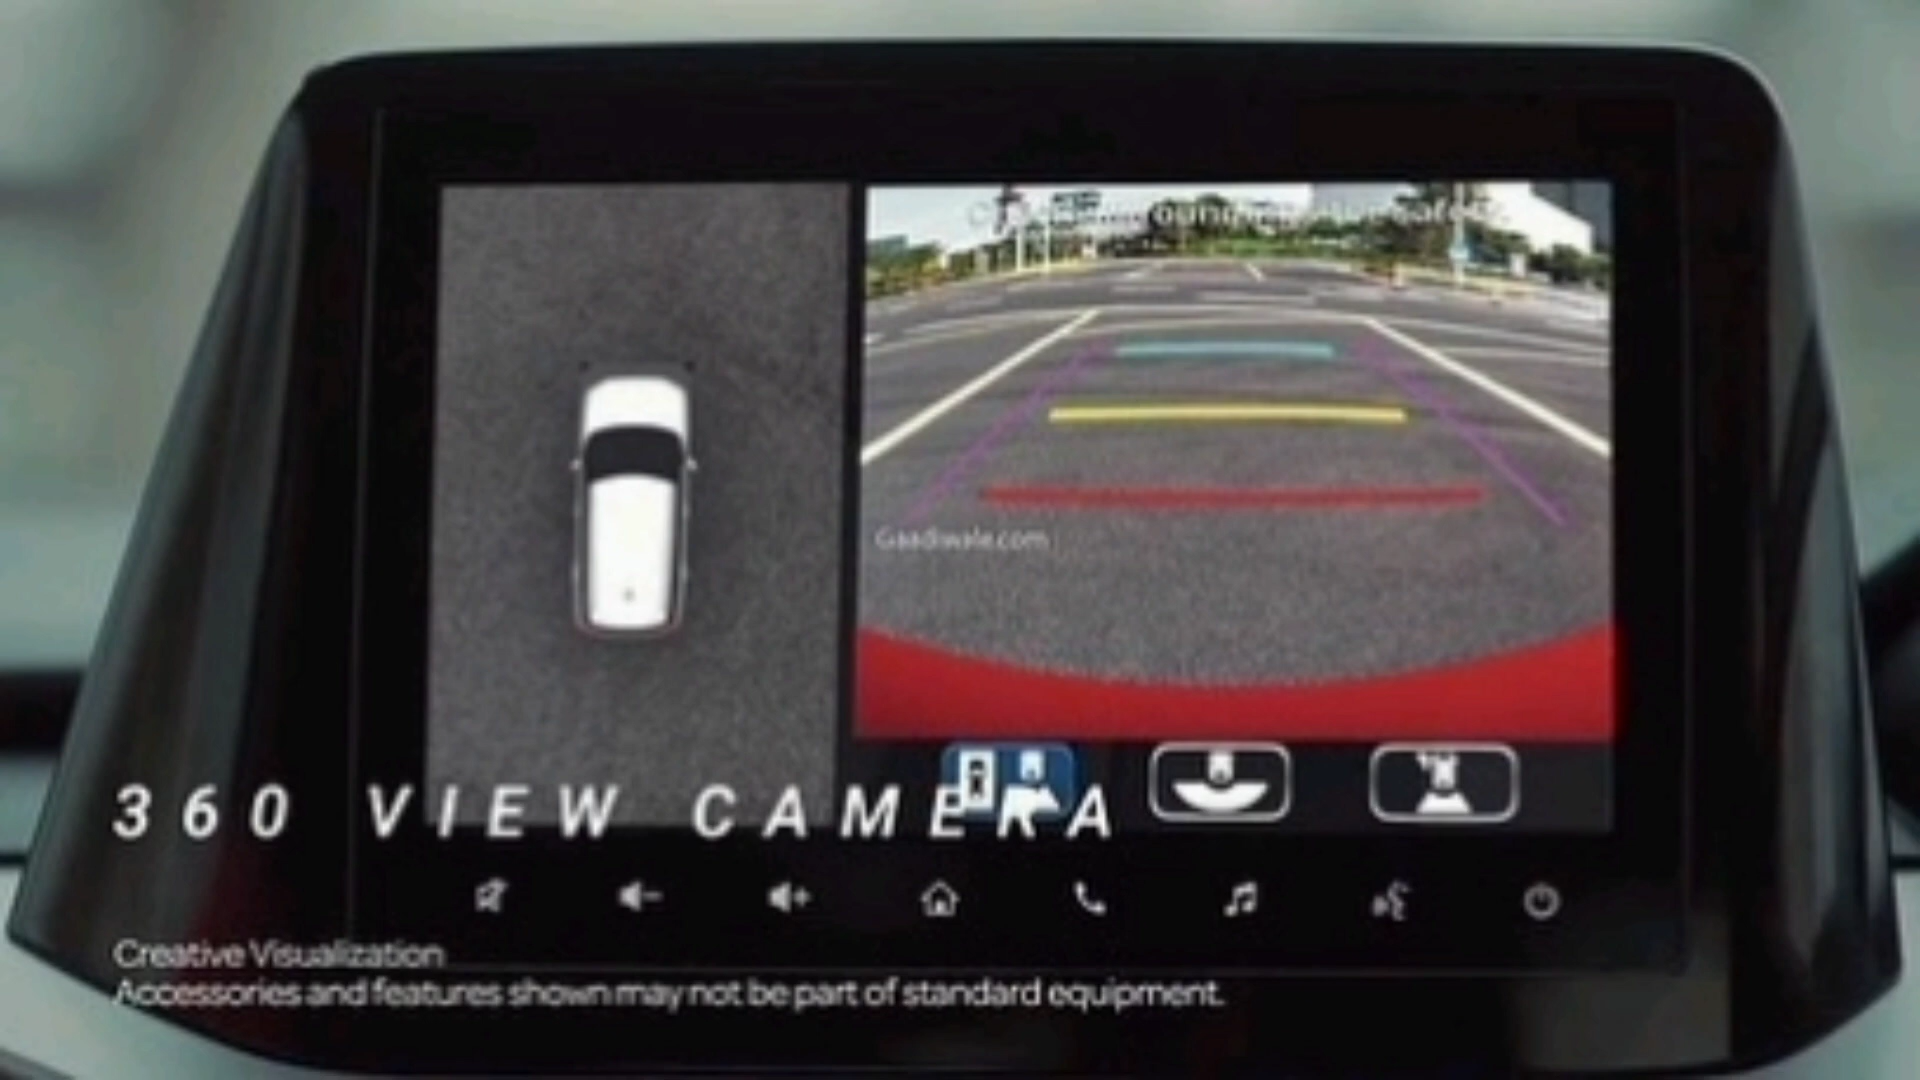 Gaadiwale.com
360 VIEW CAMERA
Creative Visualization
Accessories and features shown may not be part of standard equipment.